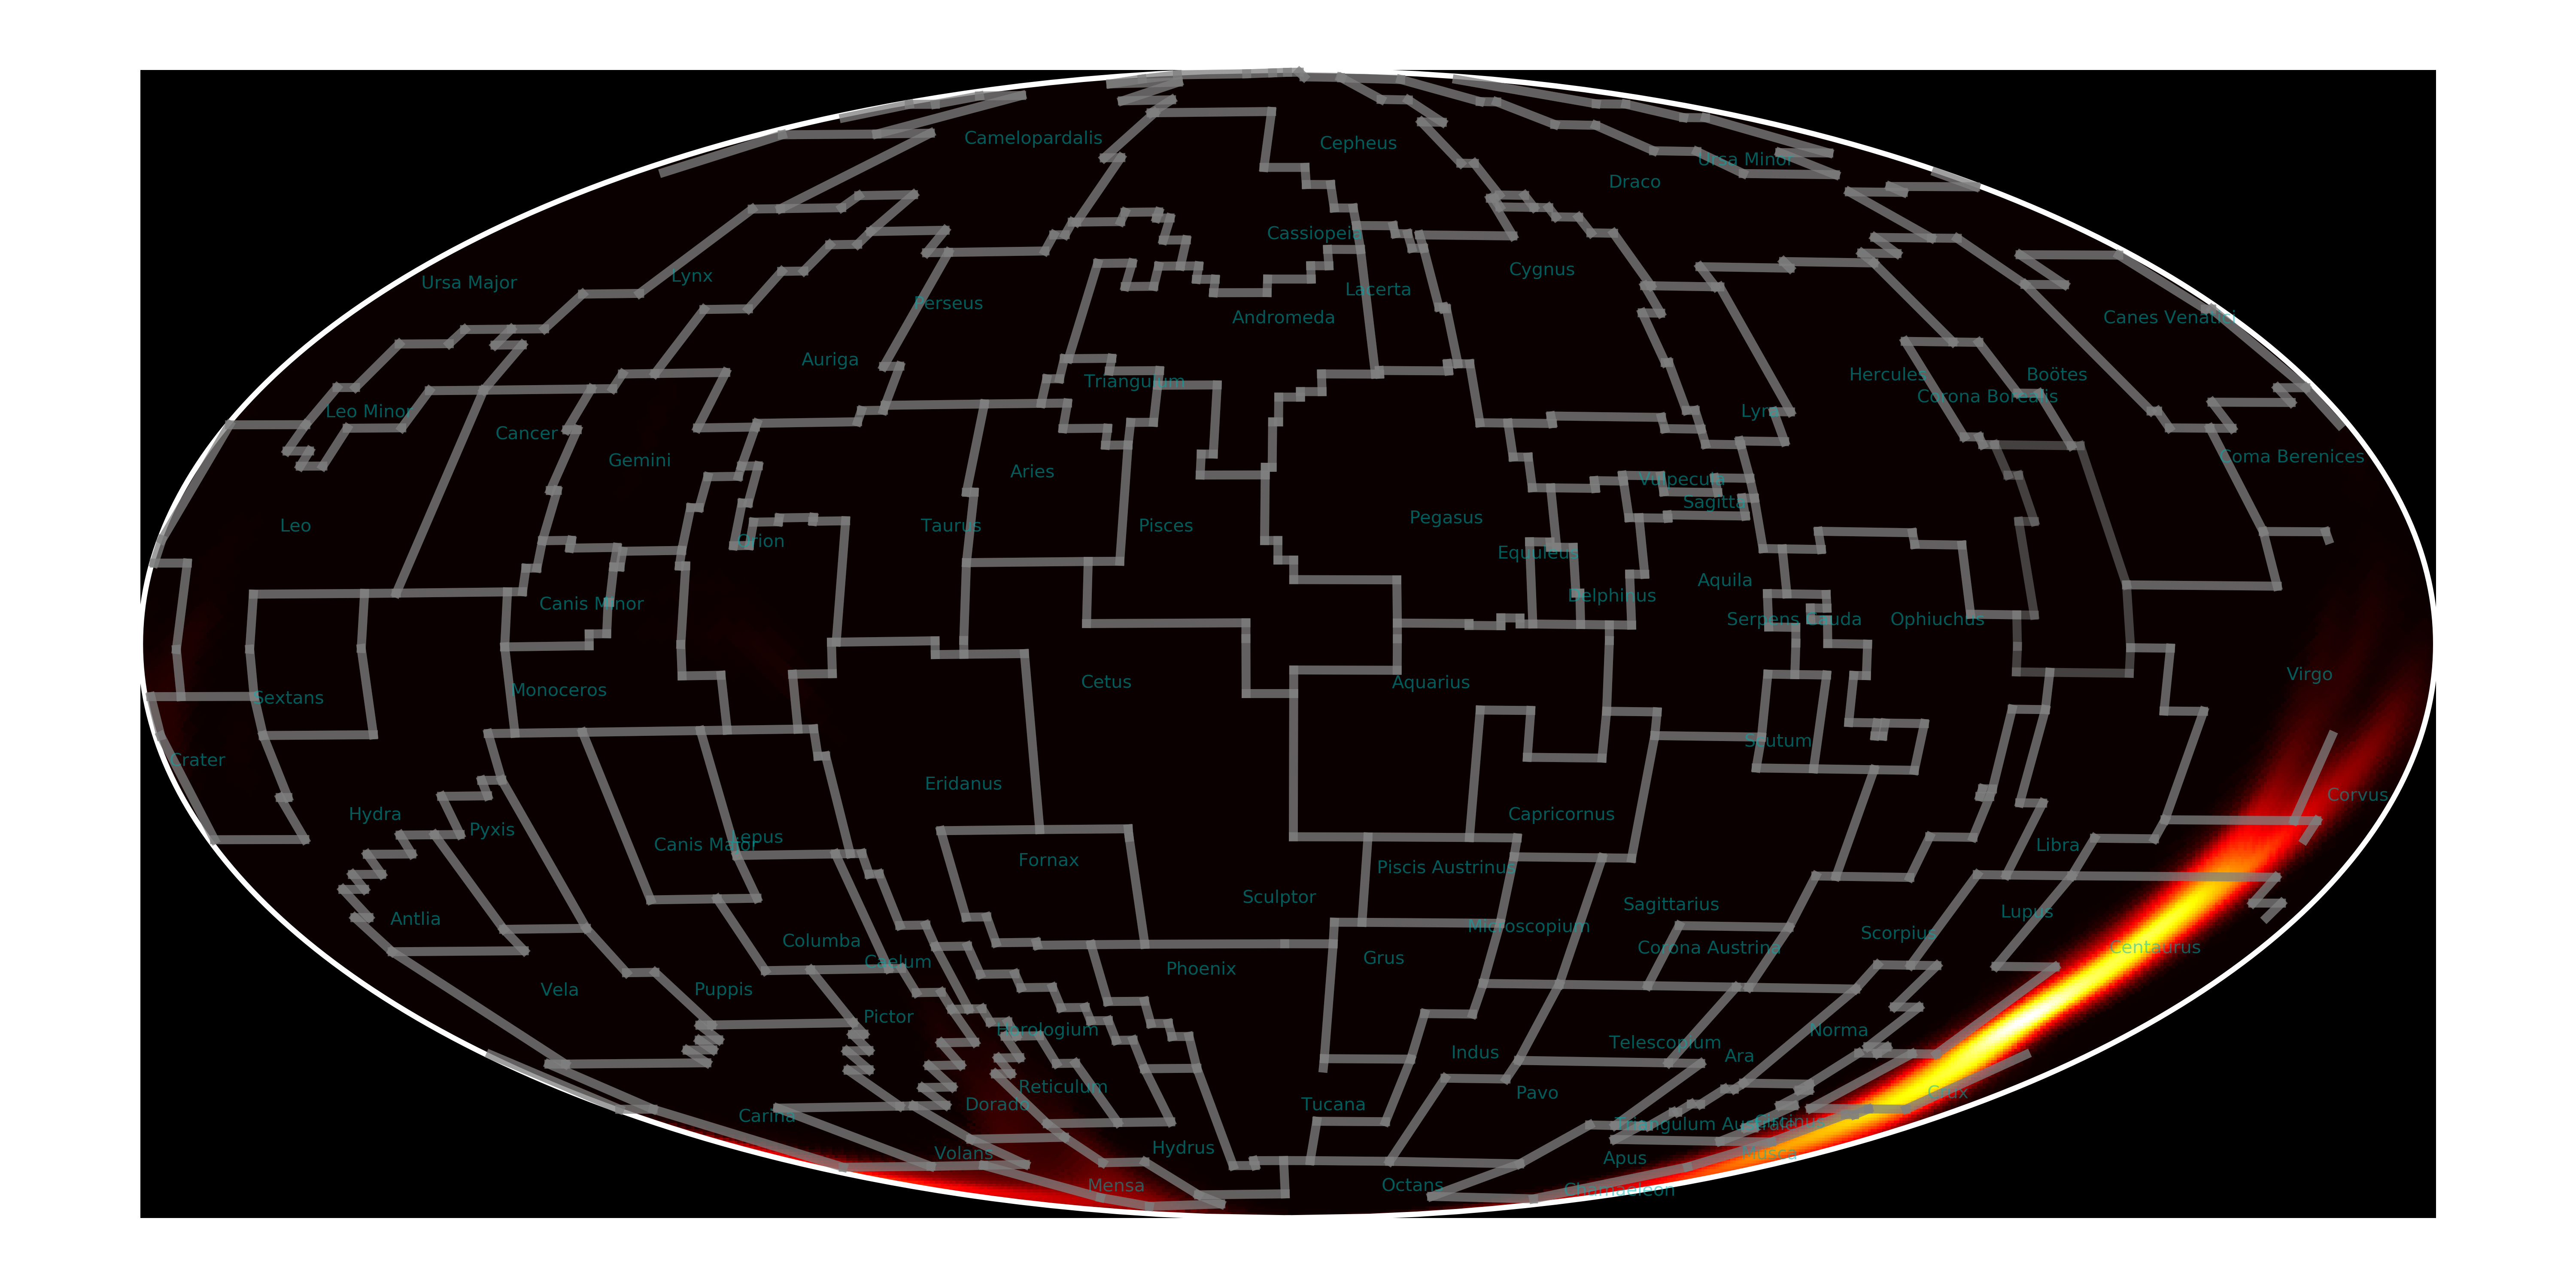 Camelopardalis
Cepheus
Ursa Minor
Draco
Cassiopeia
Cygnus
Lynx
Ursa Major
Lacerta
Perseus
Andromeda
Canes Venatici
Auriga
Hercules
Boötes
Triangulum
Corona Borealis
Leo Minor
Lyra
Cancer
Coma Berenices
Gemini
Aries
Vulpecula
Sagitta
Pegasus
Leo
Taurus
Pisces
Orion
Equuleus
Aquila
Delphinus
Canis Minor
Serpens Cauda
Ophiuchus
Virgo
Cetus
Aquarius
Monoceros
Sextans
Scutum
Crater
Eridanus
Corvus
Hydra
Capricornus
Pyxis
Lepus
Canis Major
Libra
Fornax
Piscis Austrinus
Sculptor
Sagittarius
Lupus
Antlia
Microscopium
Scorpius
Columba
Corona Austrina
Centaurus
Grus
Caelum
Phoenix
Vela
Puppis
Pictor
Horologium
Norma
Telescopium
Indus
Ara
Reticulum
Pavo
Crux
Dorado
Tucana
Carina
Circinus
Triangulum Australe
Hydrus
Volans
Musca
Apus
Mensa
Octans
Chamaeleon